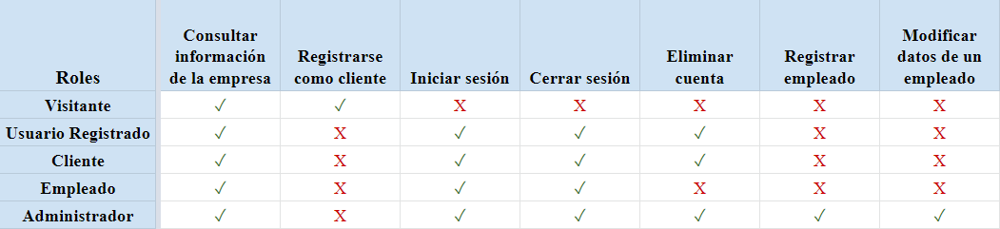 Roles Consultar información de la empresa Registrarse como cliente Iniciar sesión Cerrar sesión Eliminar cuenta Registrar empleado Modificar datos de un empleado
Visitante ✓ ✓ X X X X X
Usuario Registrado ✓ X ✓ ✓ ✓ X X
Cliente ✓ X ✓ ✓ ✓ X X
Empleado ✓ X ✓ ✓ X X X
Administrador ✓ X ✓ ✓ ✓ ✓ ✓